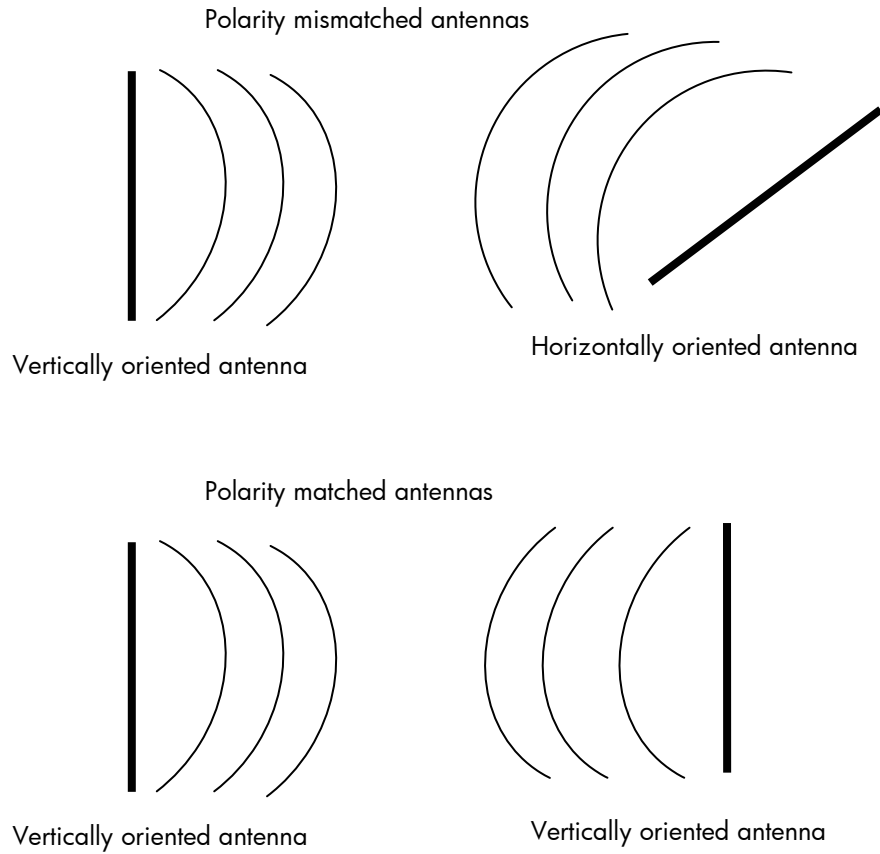 Polarity mismatched antennas
Vertically oriented antenna
Horizontally oriented antenna
Polarity matched antennas
Vertically oriented antenna
Vertically oriented antenna